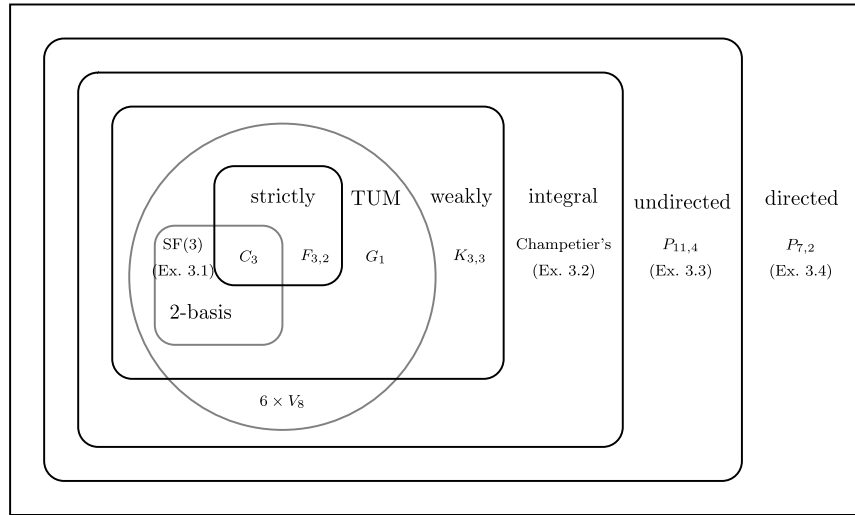 strictly TUM weakly integral undirected directed
SF(3) C₃ F₃,₂ G₁ K₃,₃ Champetier's P₁₁,₄ P₇,₂
(Ex. 3.1) (Ex. 3.2) (Ex. 3.3) (Ex. 3.4)
2-basis
6 × V₈